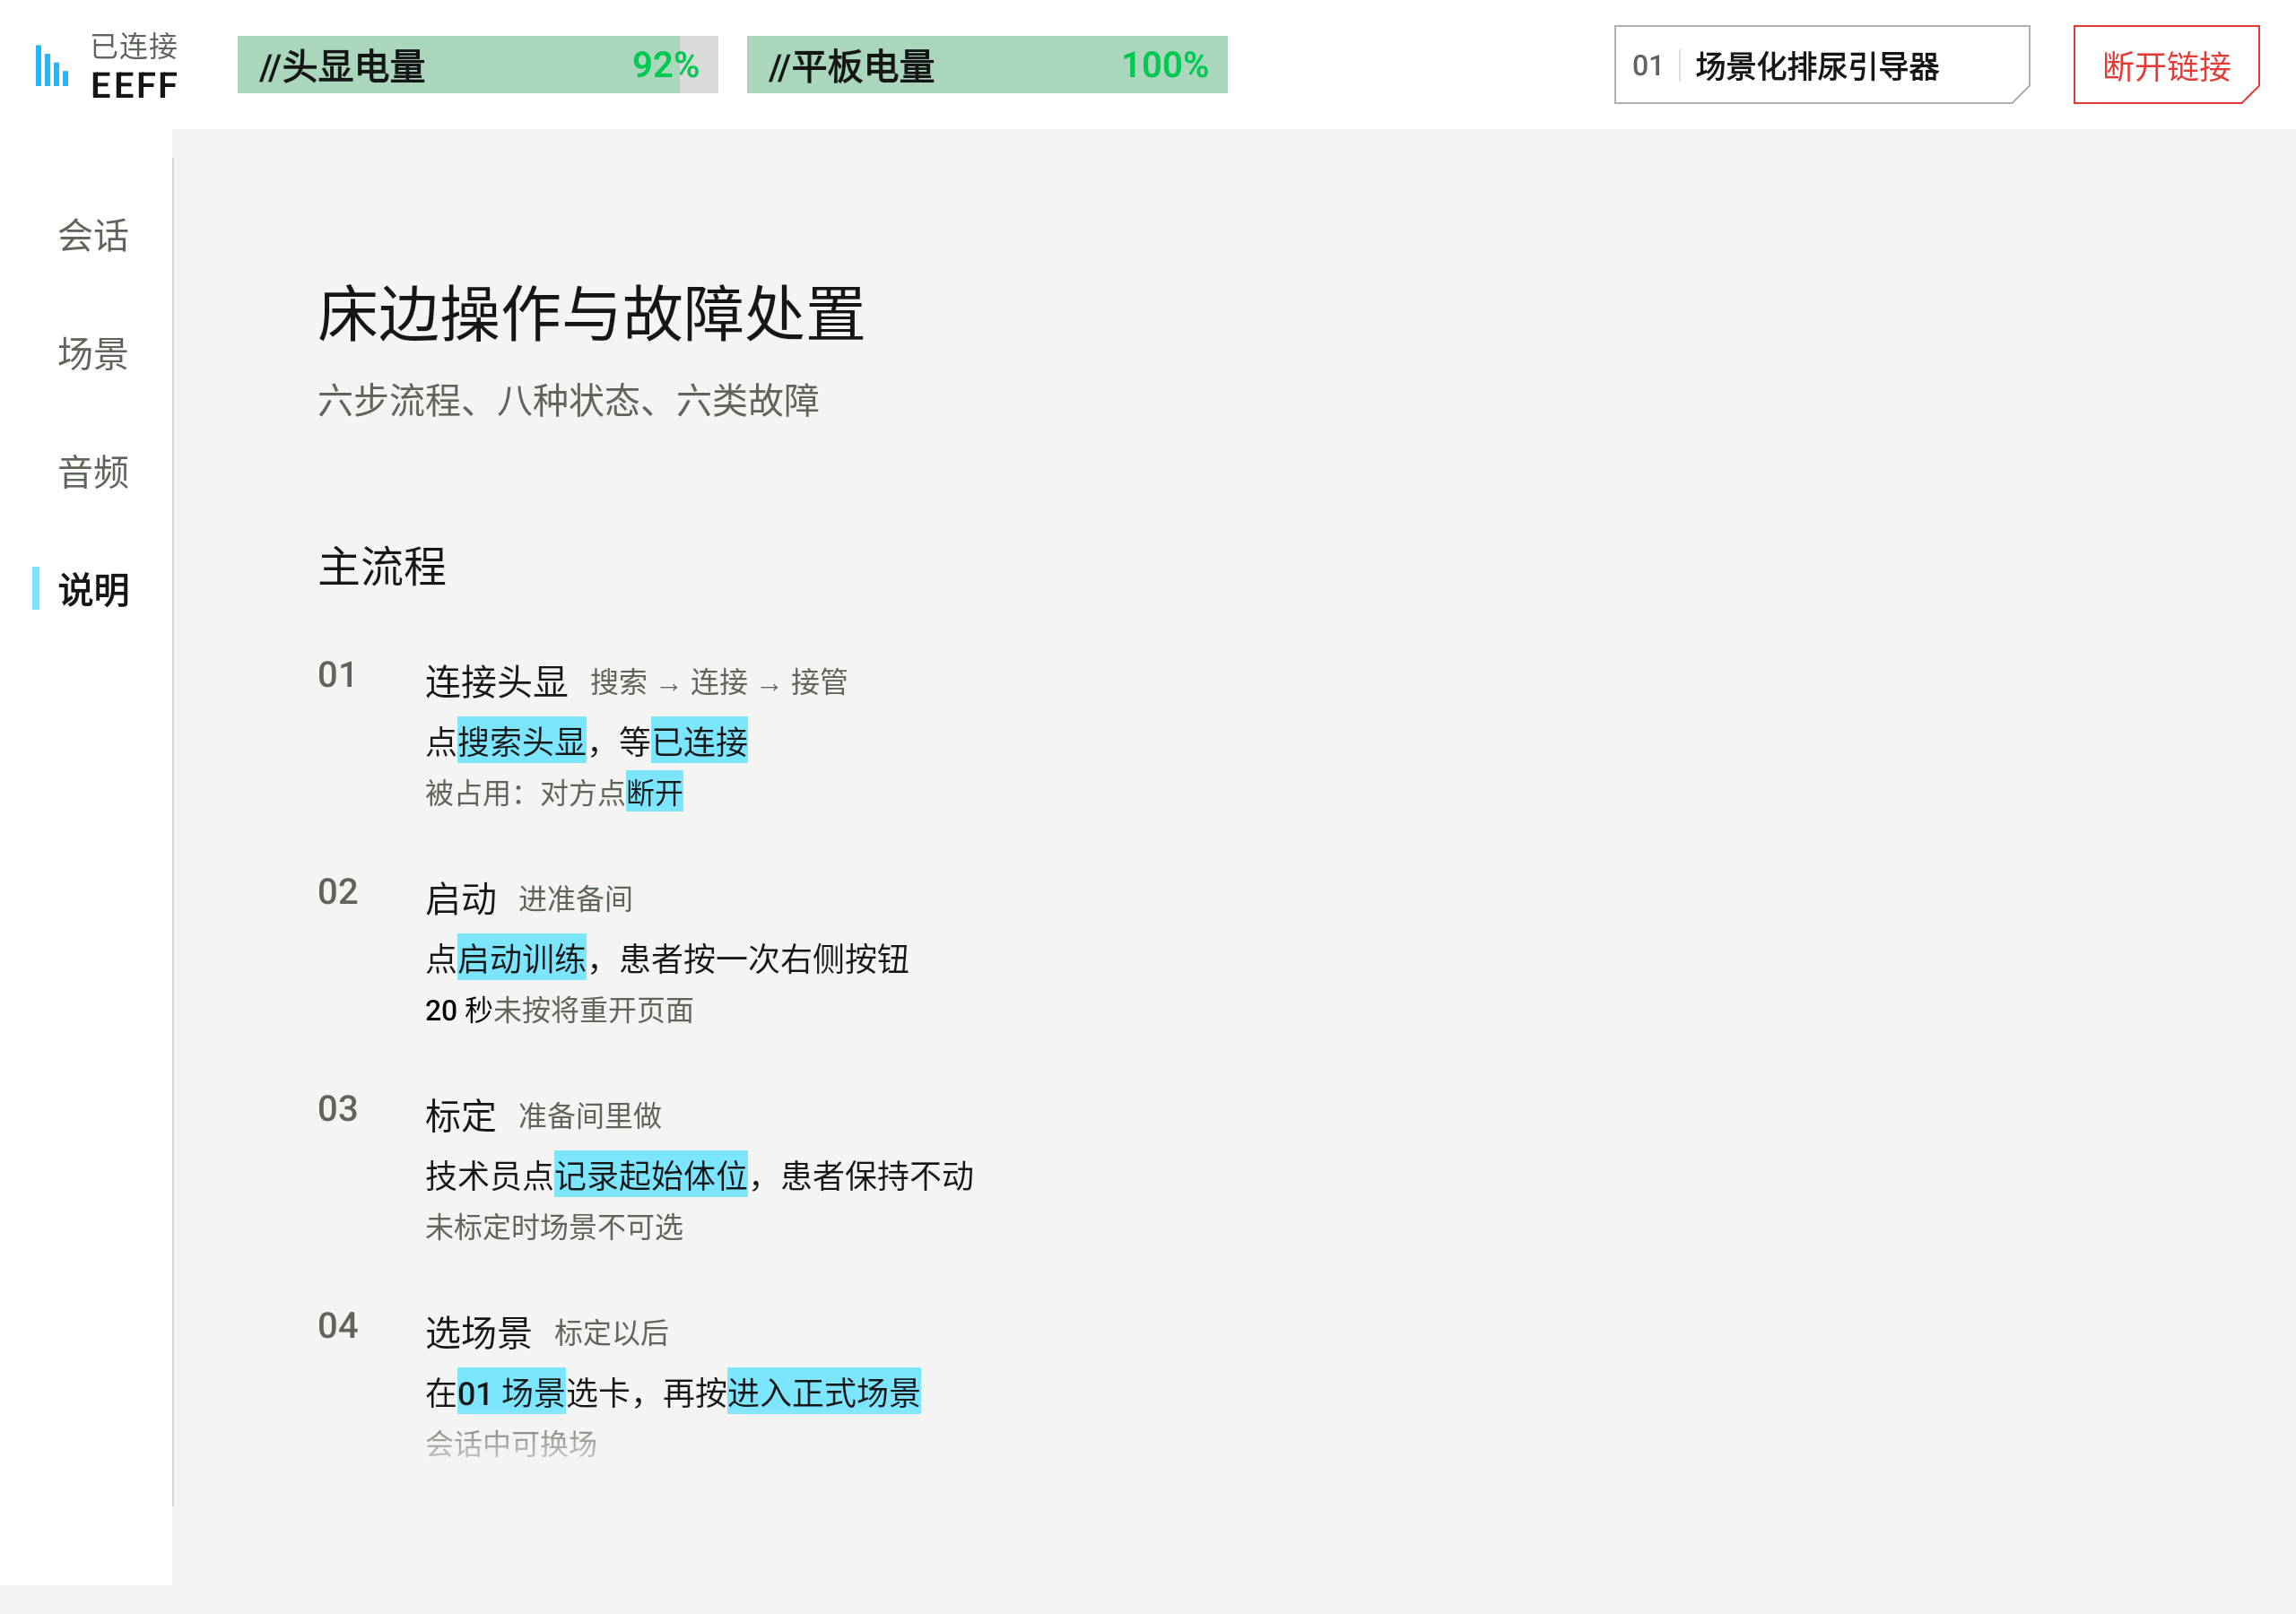 已连接
EEFF
//头显电量 92%
//平板电量 100%
01 场景化排尿引导器
断开链接
会话
场景
音频
说明
床边操作与故障处置
六步流程、八种状态、六类故障
主流程
01 连接头显 搜索 → 连接 → 接管
点搜索头显，等已连接
被占用：对方点断开
02 启动 进准备间
点启动训练，患者按一次右侧按钮
20 秒未按将重开页面
03 标定 准备间里做
技术员点记录起始体位，患者保持不动
未标定时场景不可选
04 选场景 标定以后
在01 场景选卡，再按进入正式场景
会话中可换场